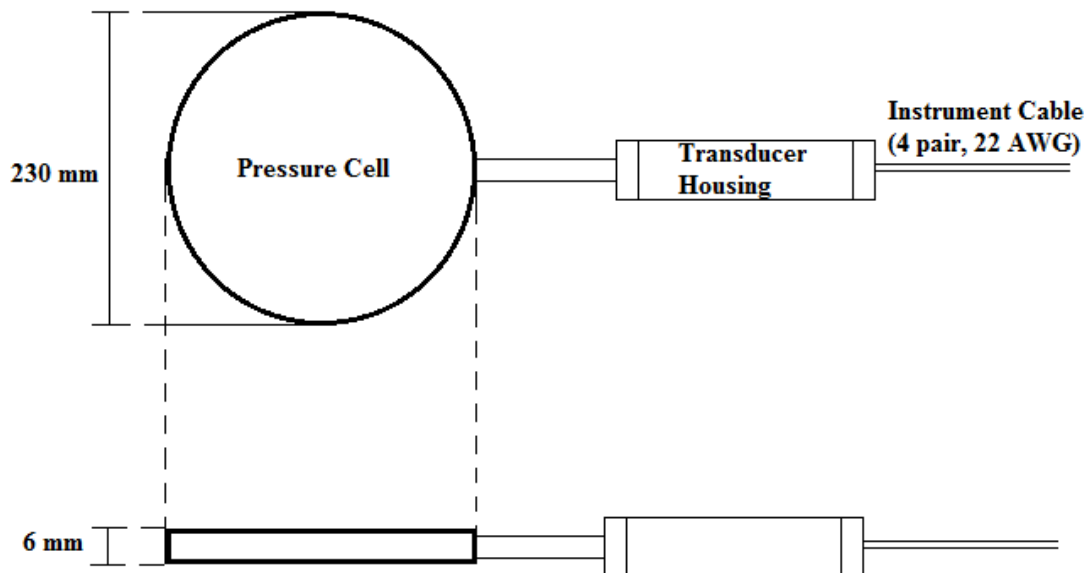 Instrument Cable
(4 pair, 22 AWG)
230 mm
Pressure Cell
Transducer
Housing
6 mm